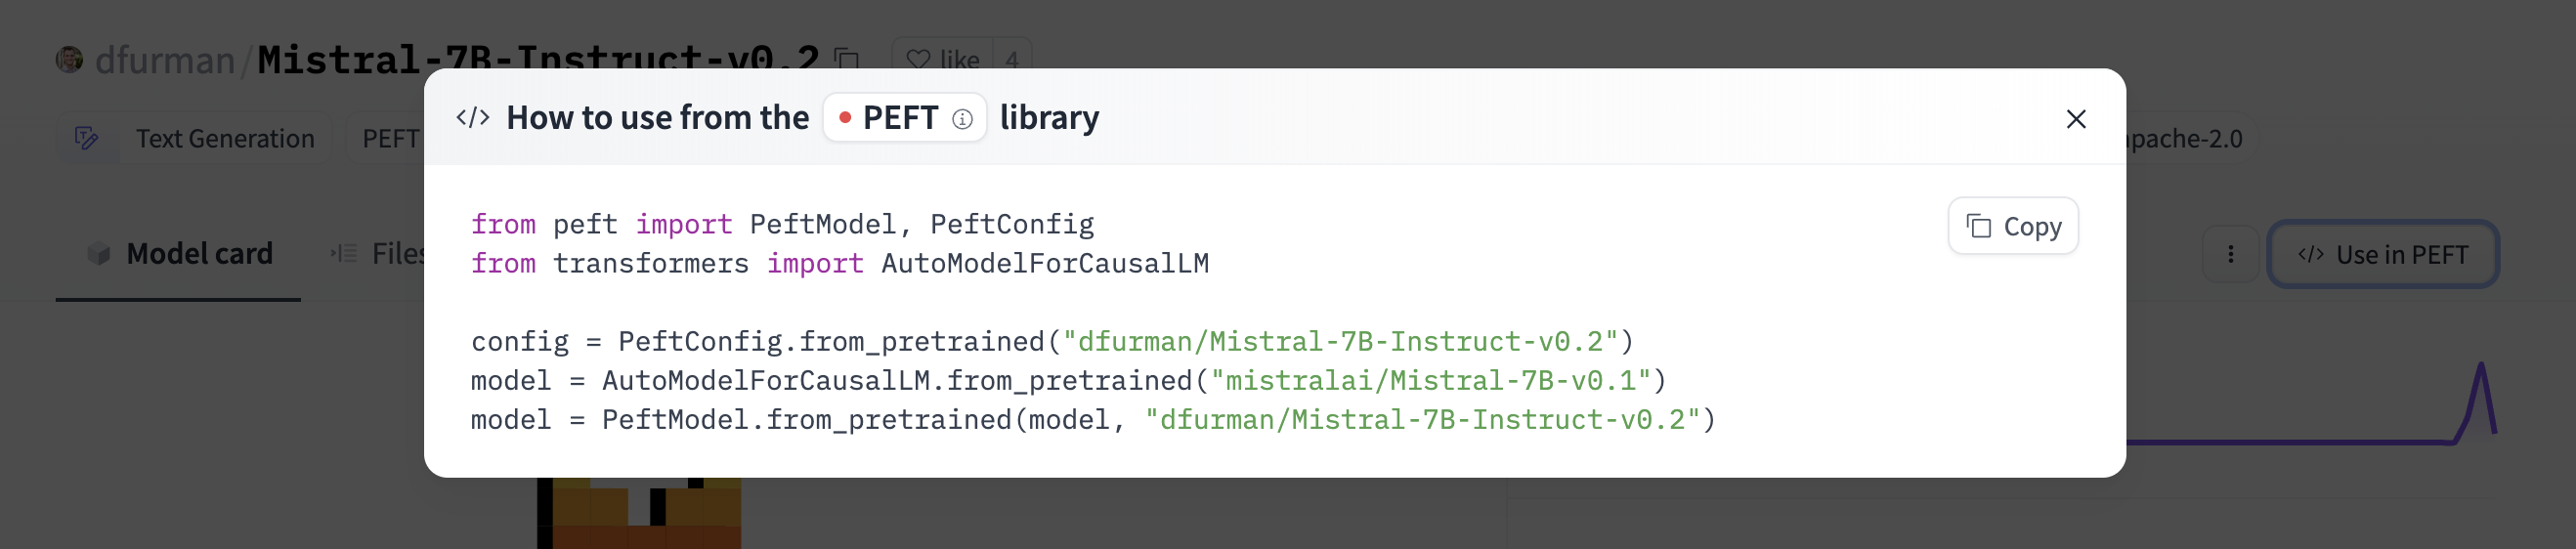 dfurman/Mistral-7B-Instruct-v0.2 like 4
</> How to use from the PEFT library
Text Generation PEFT apache-2.0
from peft import PeftModel, PeftConfig
from transformers import AutoModelForCausalLM
Copy
Model card Files </> Use in PEFT
config = PeftConfig.from_pretrained("dfurman/Mistral-7B-Instruct-v0.2")
model = AutoModelForCausalLM.from_pretrained("mistralai/Mistral-7B-v0.1")
model = PeftModel.from_pretrained(model, "dfurman/Mistral-7B-Instruct-v0.2")